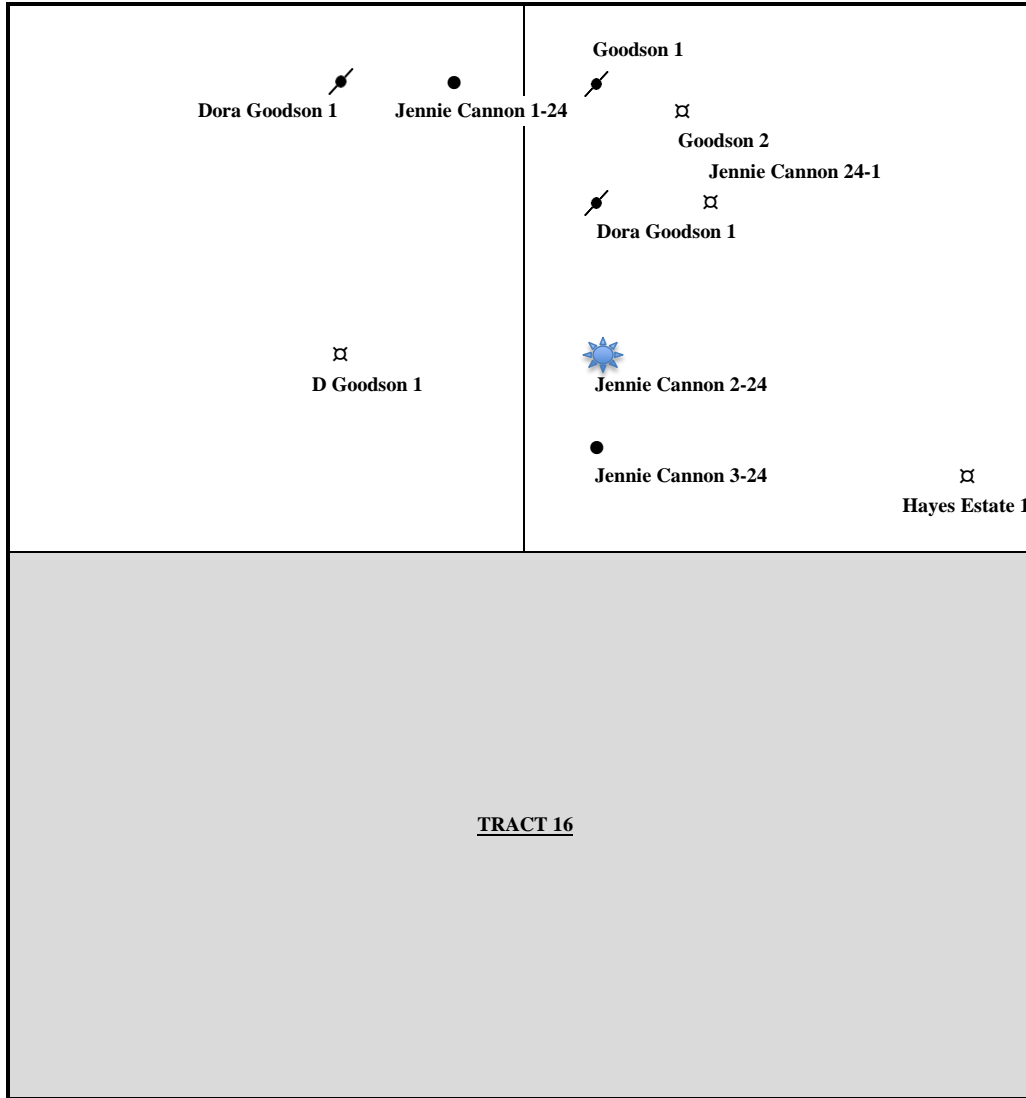 Goodson 1
Dora Goodson 1
Jennie Cannon 1-24
Goodson 2
Jennie Cannon 24-1
Dora Goodson 1
D Goodson 1
Jennie Cannon 2-24
Jennie Cannon 3-24
Hayes Estate 1
TRACT 16